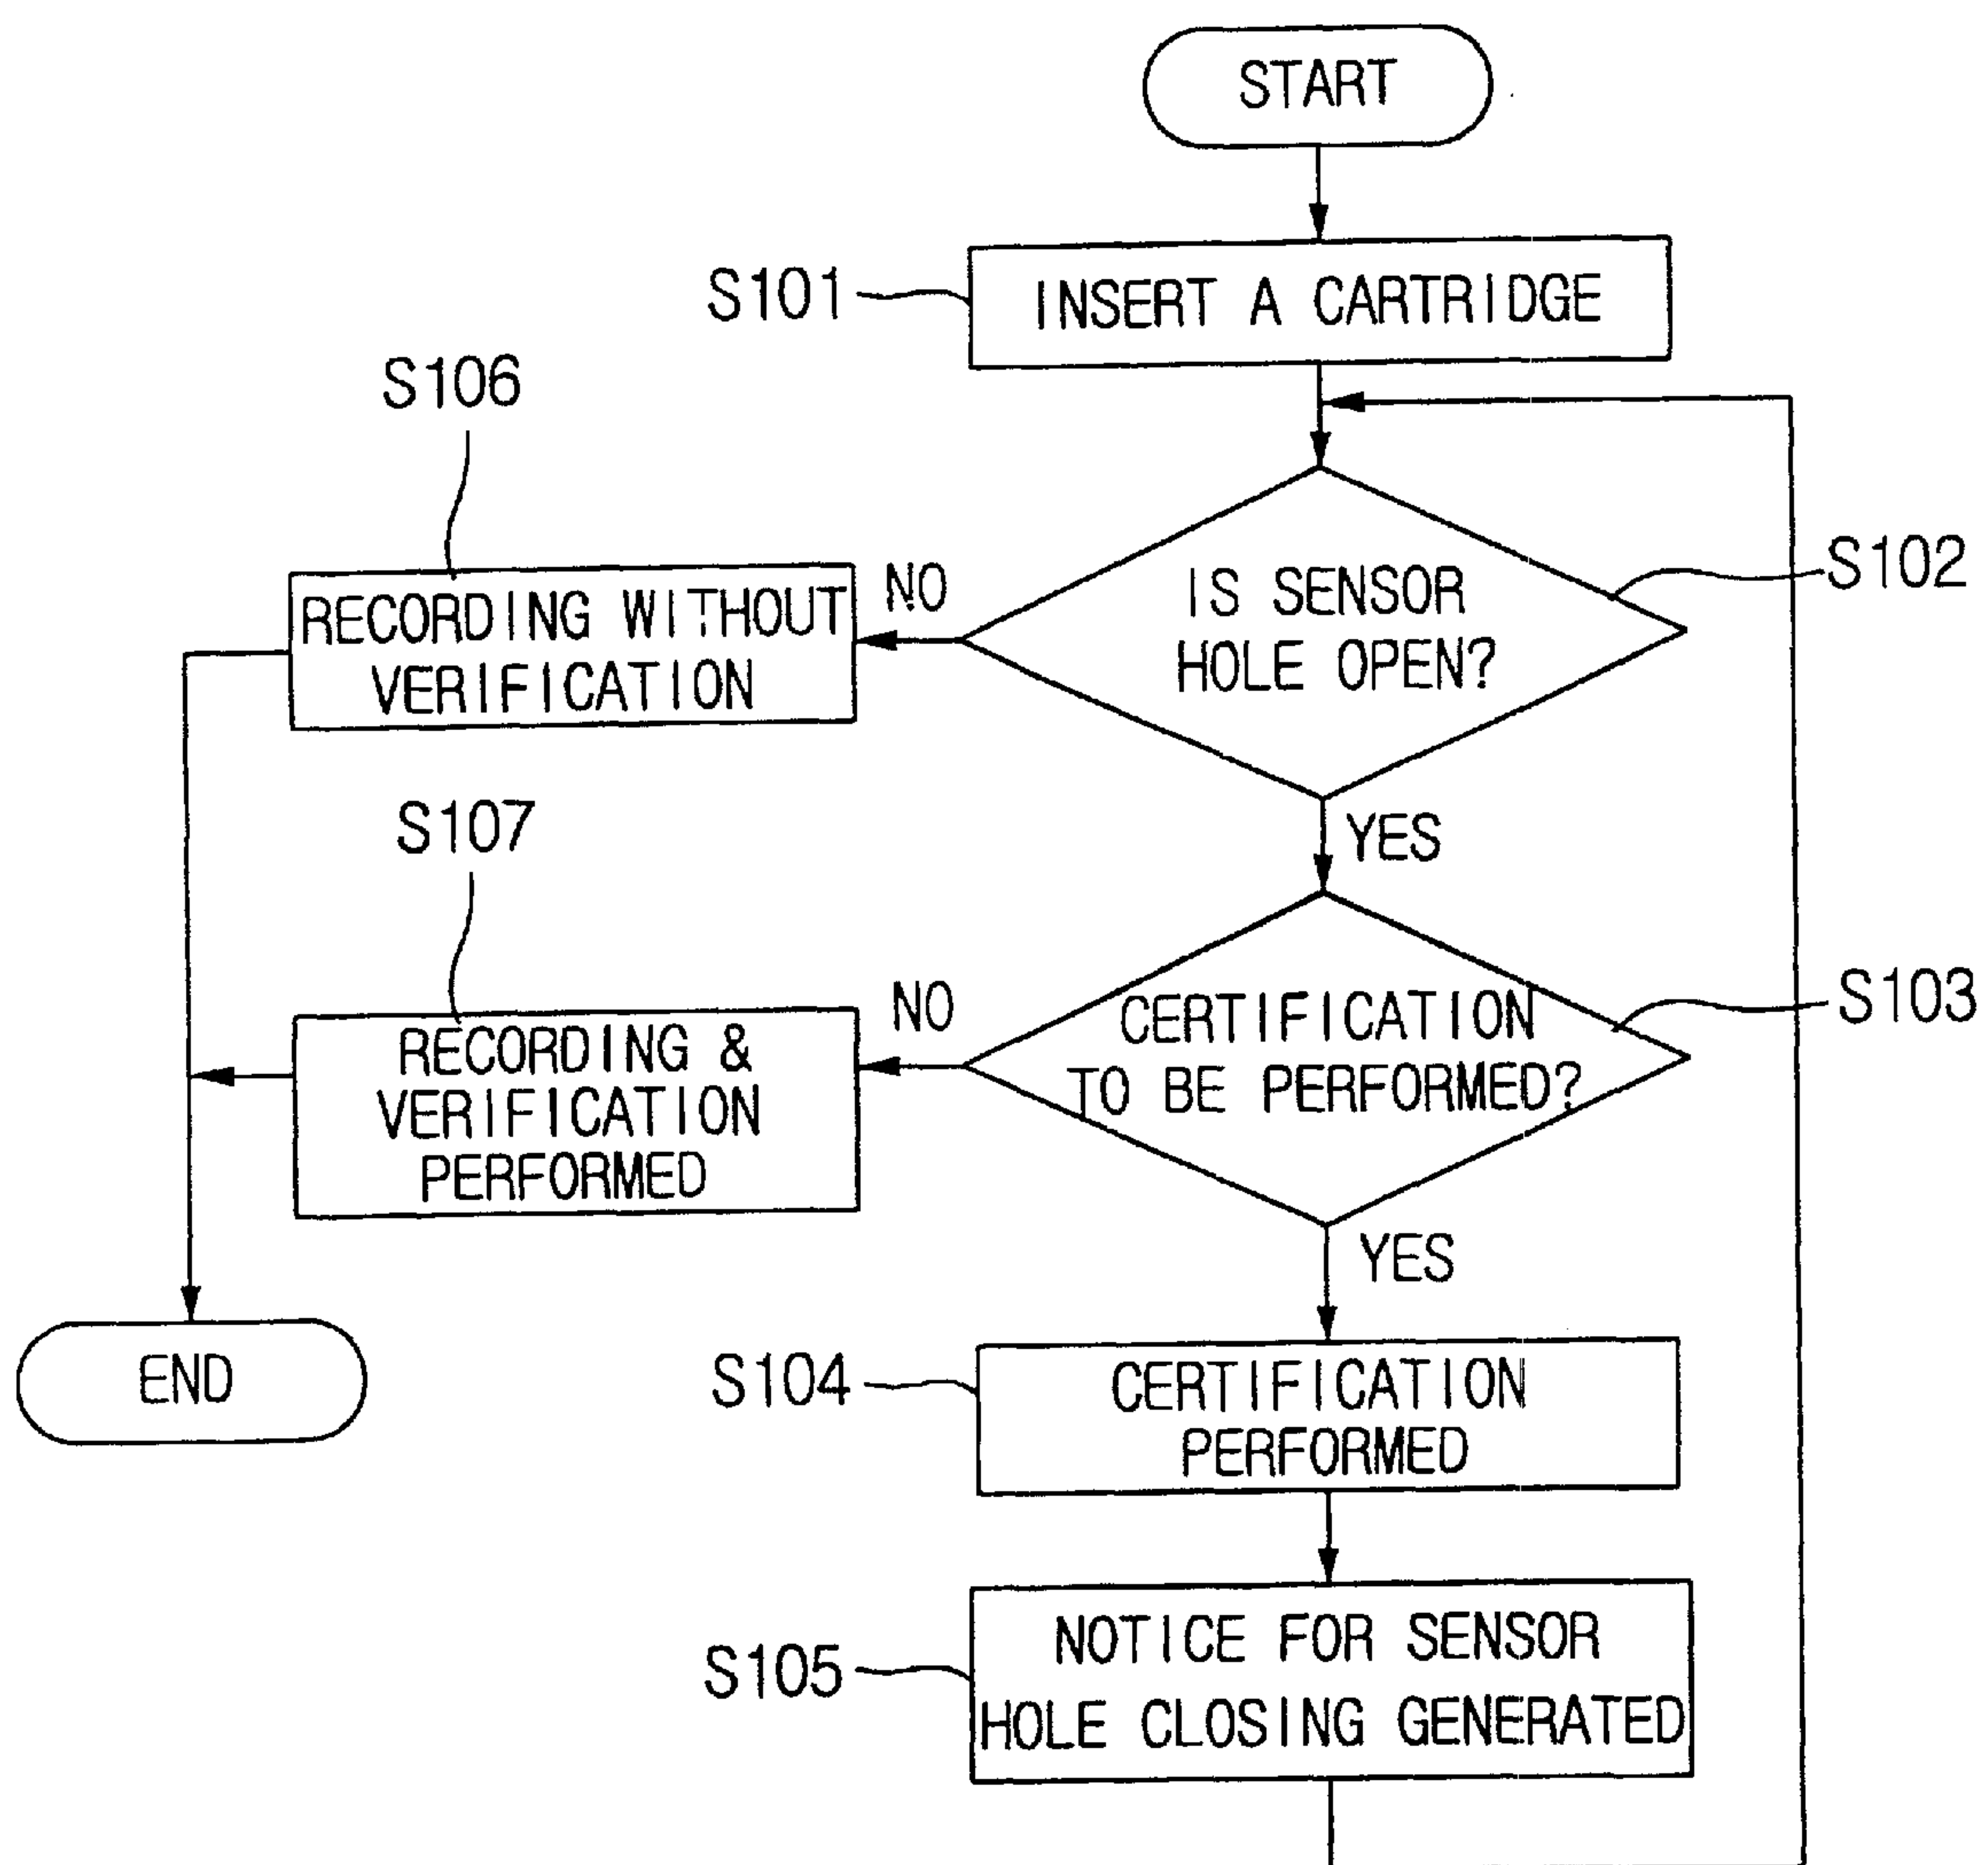 START
S101
INSERT A CARTRIDGE
S106
S102
IS SENSOR
HOLE OPEN?
NO
RECORDING WITHOUT
VERIFICATION
YES
S107
S103
CERTIFICATION
TO BE PERFORMED?
NO
RECORDING &
VERIFICATION
PERFORMED
YES
END
S104
CERTIFICATION
PERFORMED
S105
NOTICE FOR SENSOR
HOLE CLOSING GENERATED